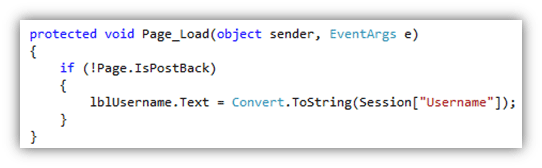 protected void Page_Load(object sender, EventArgs e)
{
    if (!Page.IsPostBack)
    {
        lblUsername.Text = Convert.ToString(Session["Username"]);
    }
}